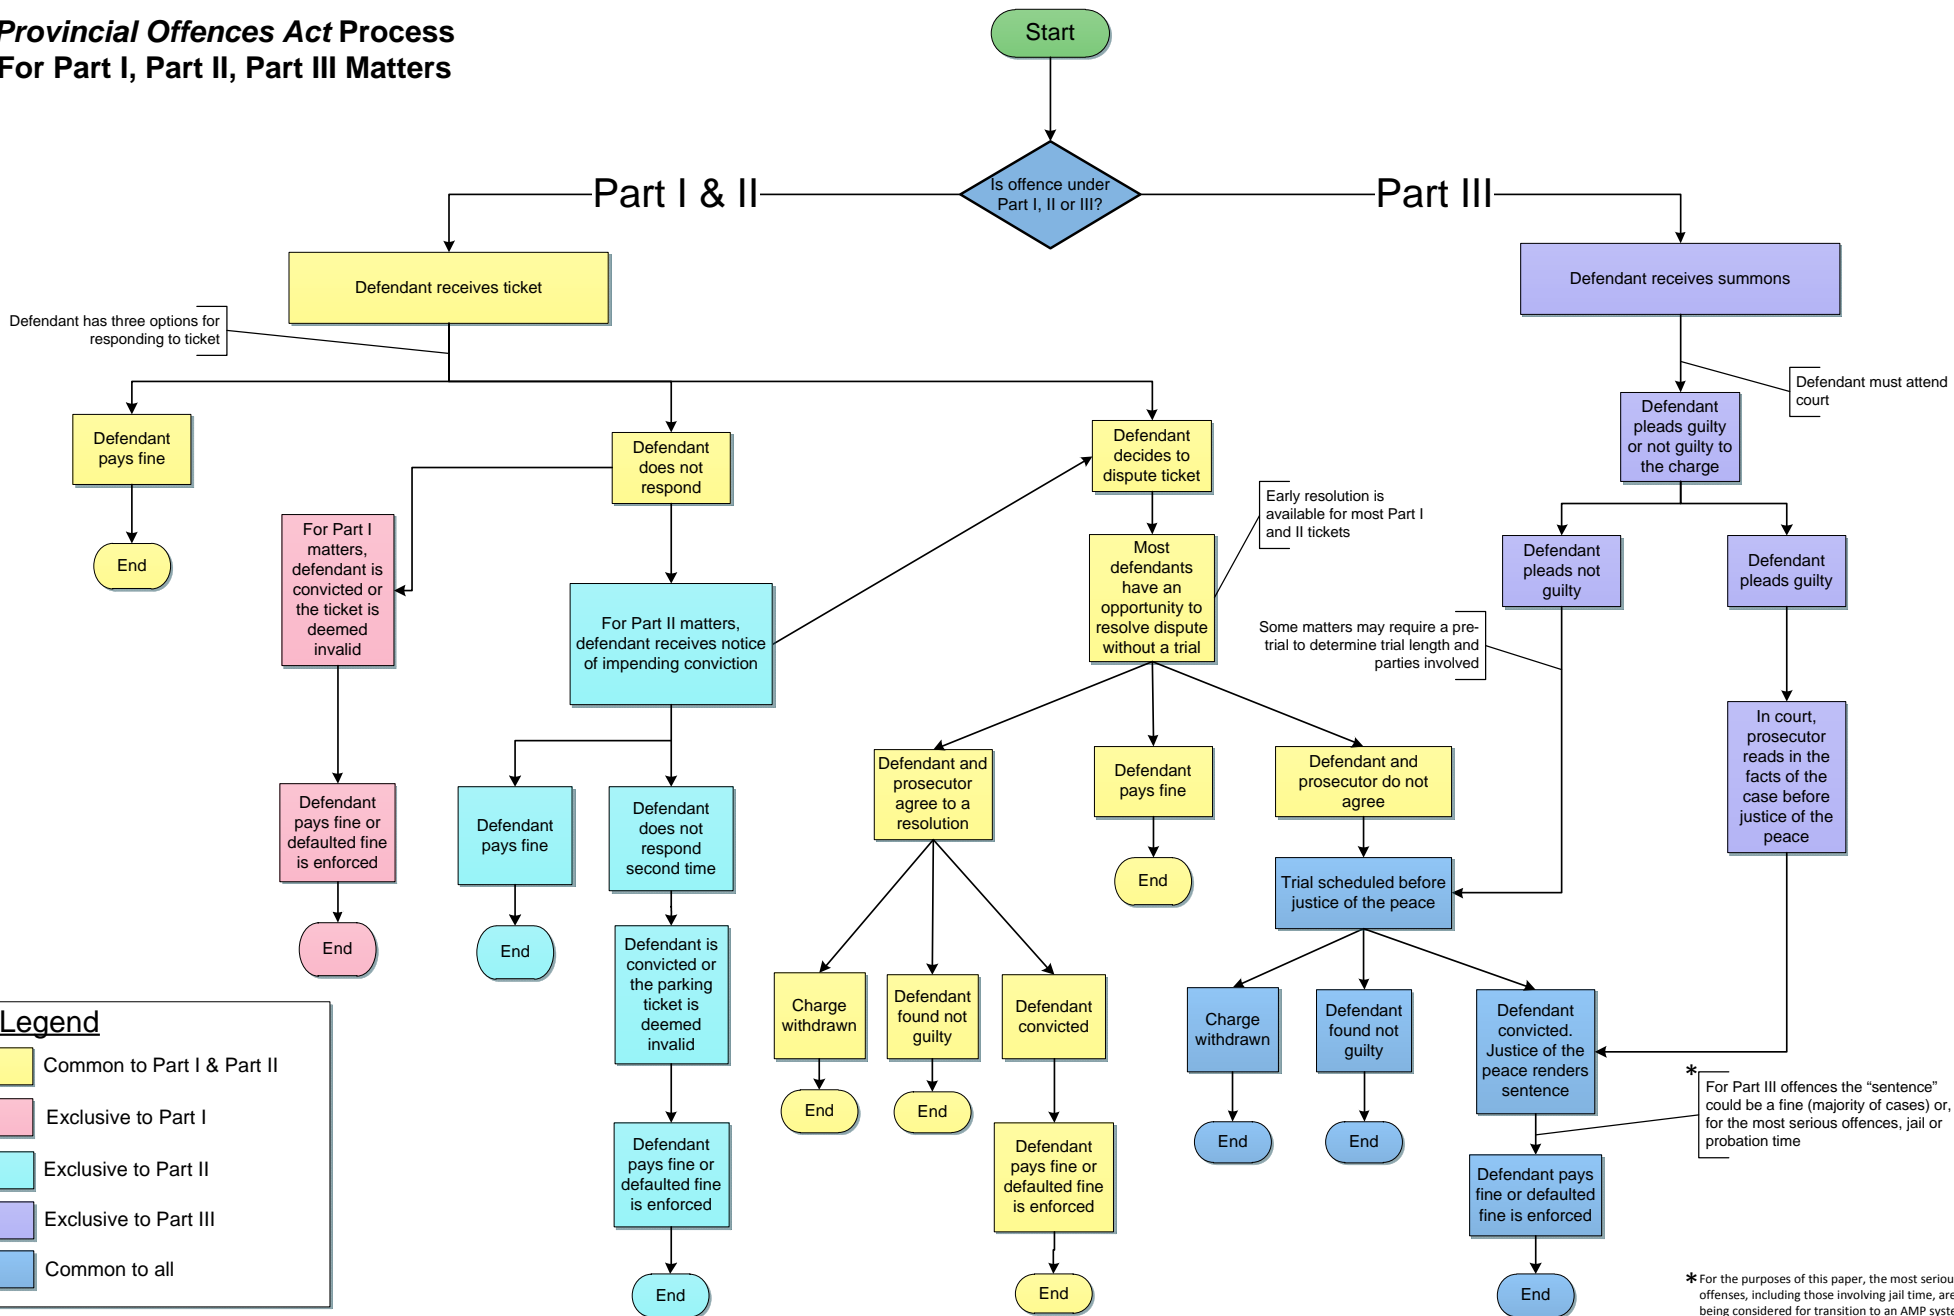 Provincial Offences Act Process
For Part I, Part II, Part III Matters
Start
Is offence under
Part I, II or III?
Part I & II
Part III
Defendant receives ticket
Defendant receives summons
Defendant has three options for
responding to ticket
Defendant must attend
court
Defendant
pays fine
End
Defendant
does not
respond
Defendant
decides to
dispute ticket
Defendant
pleads guilty
or not guilty to
the charge
Early resolution is
available for most Part I
and II tickets
For Part I
matters,
defendant is
convicted or
the ticket is
deemed
invalid
For Part II matters,
defendant receives notice
of impending conviction
Most
defendants
have an
opportunity to
resolve dispute
without a trial
Defendant
pleads not
guilty
Defendant
pleads guilty
Some matters may require a pre-
trial to determine trial length and
parties involved
In court,
prosecutor
reads in the
facts of the
case before
justice of the
peace
Defendant
pays fine or
defaulted fine
is enforced
End
Defendant
pays fine
End
Defendant
does not
respond
second time
Defendant is
convicted or
the parking
ticket is
deemed
invalid
Defendant
pays fine or
defaulted fine
is enforced
End
Defendant and
prosecutor
agree to a
resolution
Defendant
pays fine
End
Defendant and
prosecutor do not
agree
Trial scheduled before
justice of the peace
Charge
withdrawn
End
Defendant
found not
guilty
End
Defendant
convicted
Defendant
pays fine or
defaulted fine
is enforced
End
Charge
withdrawn
End
Defendant
found not
guilty
End
Defendant
convicted.
Justice of the
peace renders
sentence
* For Part III offences the “sentence”
could be a fine (majority of cases) or,
for the most serious offences, jail or
probation time
Defendant pays
fine or defaulted
fine is enforced
End
Legend
Common to Part I & Part II
Exclusive to Part I
Exclusive to Part II
Exclusive to Part III
Common to all
* For the purposes of this paper, the most
offenses, including those involving jail time,
being considered for transition to an AMP